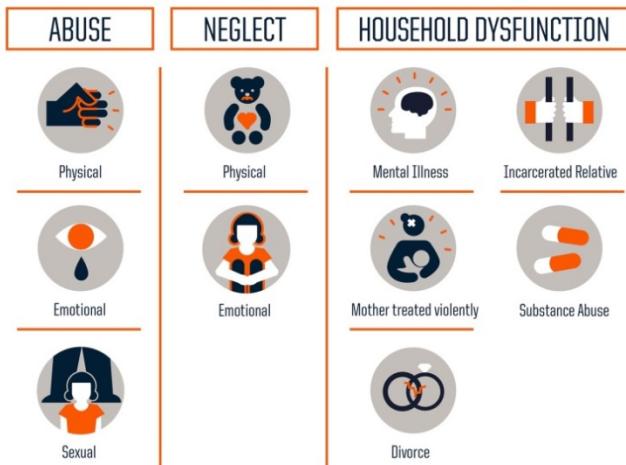 ABUSE
Physical
Emotional
Sexual
NEGLECT
Physical
Emotional
HOUSEHOLD DYSFUNCTION
Mental Illness
Incarcerated Relative
Mother treated violently
Substance Abuse
Divorce